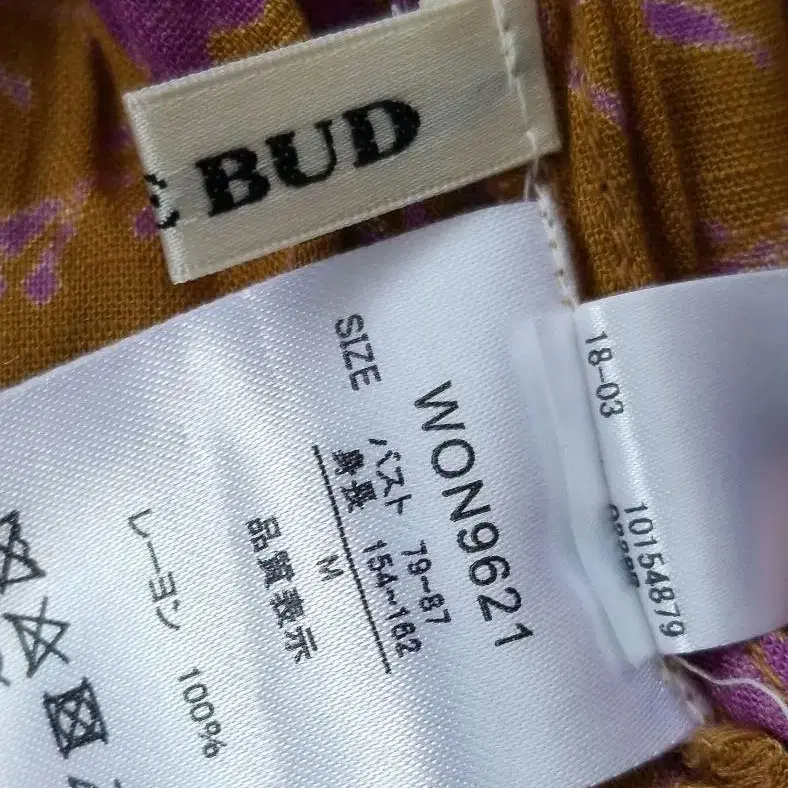 BUD
WON9621
SIZE バスト 79~87
身長 154~162
M
品質表示
レーヨン 100%
18-03
10154879